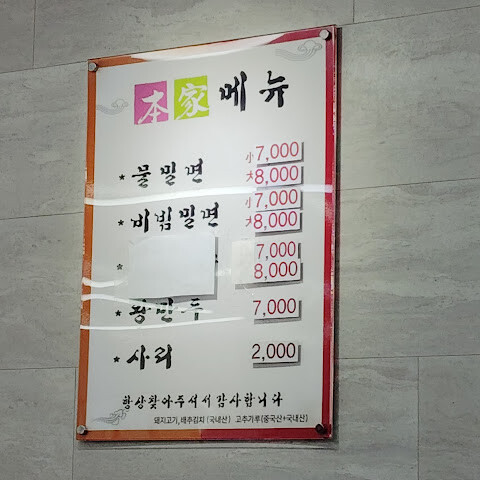 本家메뉴
* 물밀면 小7,000
大8,000
* 비빔밀면 小7,000
大8,000
* 7,000
8,000
* 왕만두 7,000
* 사리 2,000
항상찾아주셔서감사합니다
돼지고기,배추김치(국내산) 고추가루(중국산+국내산)